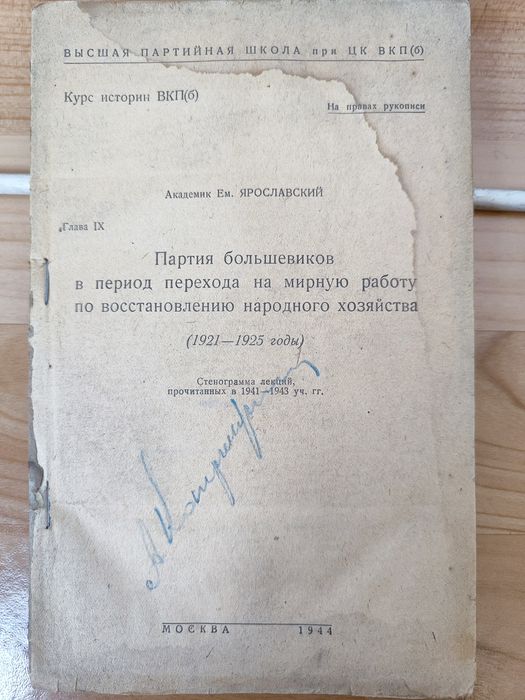 ВЫСШАЯ ПАРТИЙНАЯ ШКОЛА при ЦК ВКП(б)
Курс истории ВКП(б)
На правах рукописи
Академик Ем. ЯРОСЛАВСКИЙ
Глава IX
Партия большевиков
в период перехода на мирную работу
по восстановлению народного хозяйства
(1921—1925 годы)
Стенограмма лекций,
прочитанных в 1941—1943 уч. гг.
МОСКВА 1944